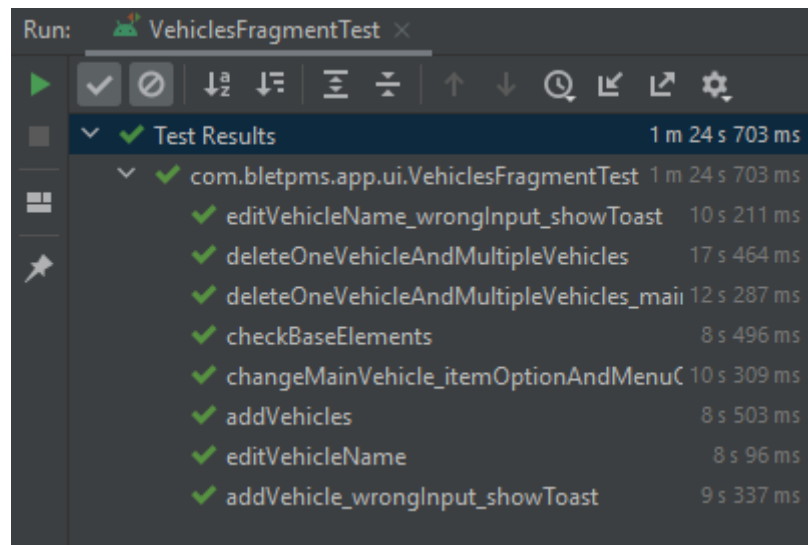 Run: VehiclesFragmentTest
Test Results 1 m 24 s 703 ms
com.bletpms.app.ui.VehiclesFragmentTest 1 m 24 s 703 ms
editVehicleName_wrongInput_showToast 10 s 211 ms
deleteOneVehicleAndMultipleVehicles 17 s 464 ms
deleteOneVehicleAndMultipleVehicles_mai 12 s 287 ms
checkBaseElements 8 s 496 ms
changeMainVehicle_itemOptionAndMenuC 10 s 309 ms
addVehicles 8 s 503 ms
editVehicleName 8 s 96 ms
addVehicle_wrongInput_showToast 9 s 337 ms